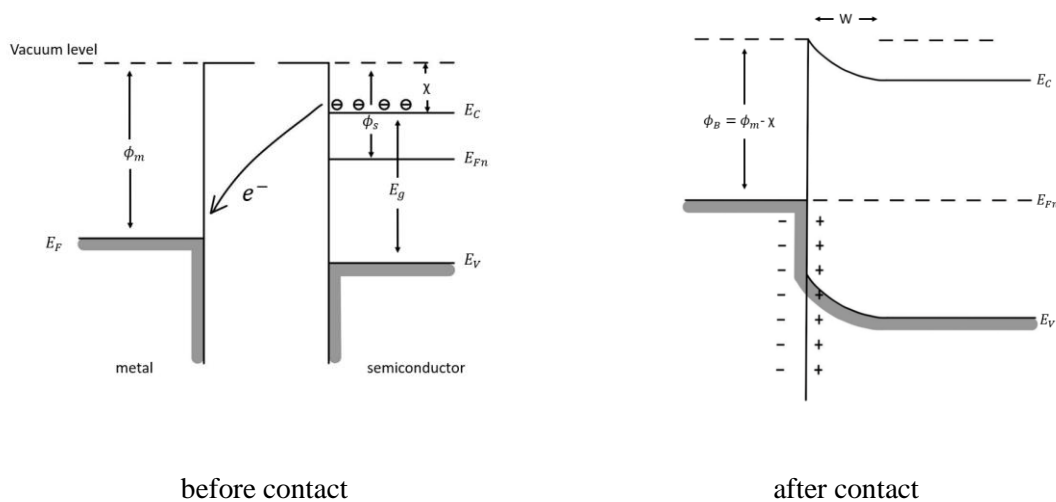 Vacuum level
χ
E_C
ϕ_s
ϕ_m
E_Fn
e⁻
E_g
E_F
E_V
metal
semiconductor
before contact
W
E_C
ϕ_B = ϕ_m - χ
E_Fn
- +
- +
- +
- +
- +
- +
- +
E_V
after contact